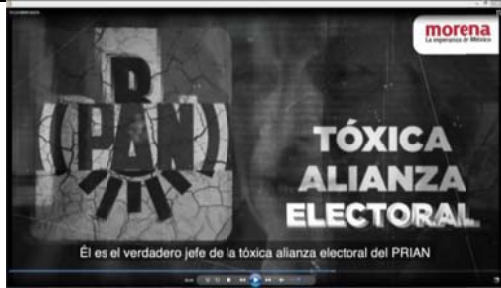 morena
La esperanza de México
R
(PAN)
TÓXICA
ALIANZA
ELECTORAL
Él es el verdadero jefe de la tóxica alianza electoral del PRIAN